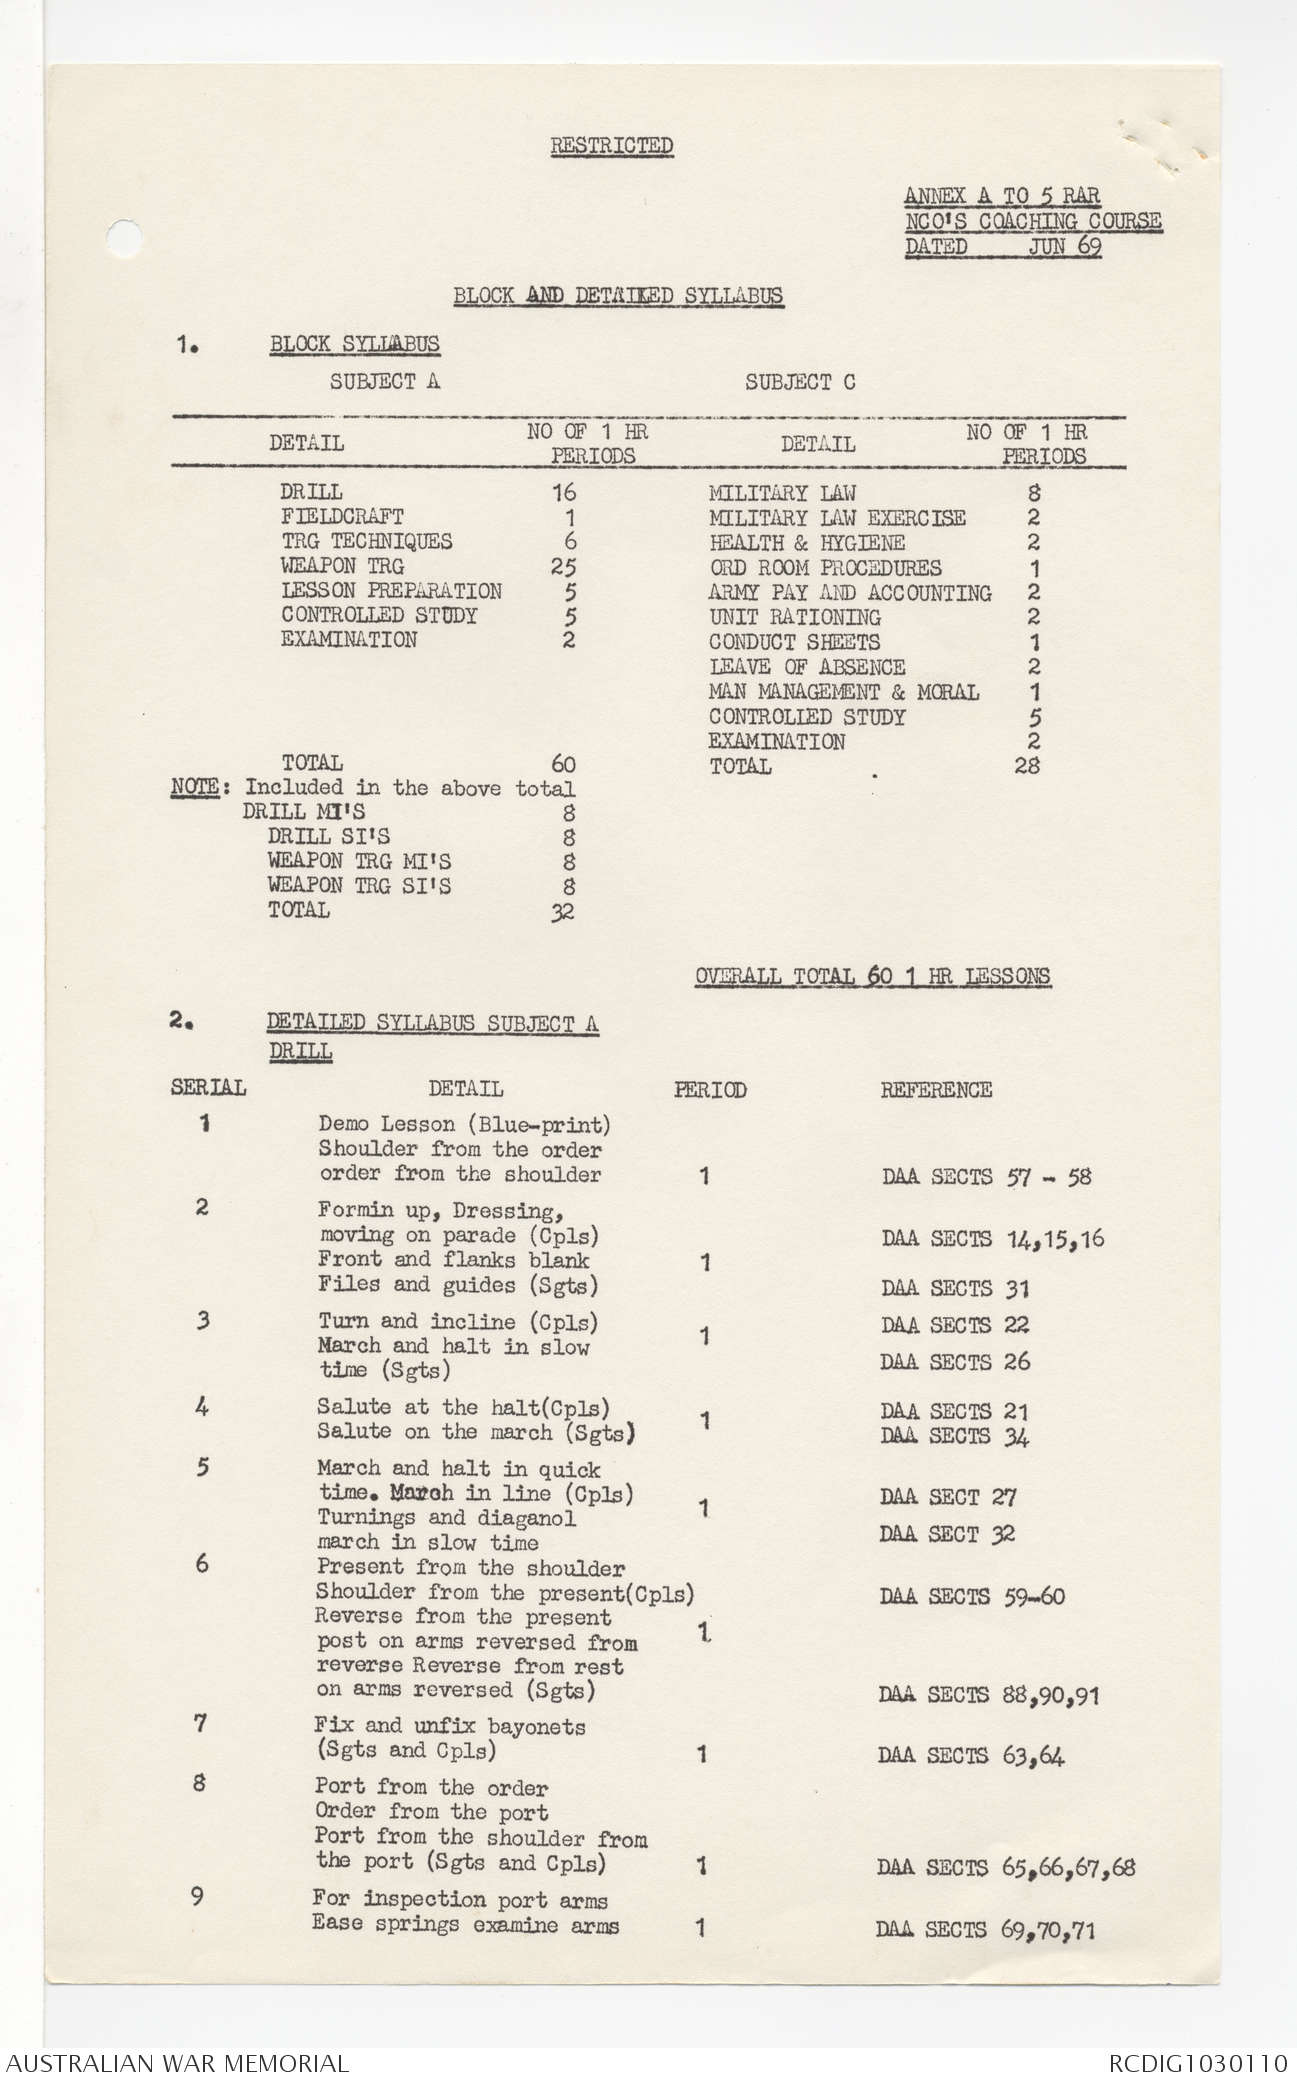 RESTRICTED
ANNEX A TO 5 RAR
NCO'S COACHING COURSE
DATED JUN 69
BLOCK AND DETAILED SYLLABUS
1. BLOCK SYLLABUS
SUBJECT A SUBJECT C
DETAIL NO OF 1 HR PERIODS DETAIL NO OF 1 HR PERIODS
DRILL 16 MILITARY LAW 8
FIELDCRAFT 1 MILITARY LAW EXERCISE 2
TRG TECHNIQUES 6 HEALTH & HYGIENE 2
WEAPON TRG 25 ORD ROOM PROCEDURES 1
LESSON PREPARATION 5 ARMY PAY AND ACCOUNTING 2
CONTROLLED STUDY 5 UNIT RATIONING 2
EXAMINATION 2 CONDUCT SHEETS 1
LEAVE OF ABSENCE 2
MAN MANAGEMENT & MORAL 1
CONTROLLED STUDY 5
EXAMINATION 2
TOTAL 60 TOTAL 28
NOTE: Included in the above total
DRILL MI'S 8
DRILL SI'S 8
WEAPON TRG MI'S 8
WEAPON TRG SI'S 8
TOTAL 32
OVERALL TOTAL 60 1 HR LESSONS
2. DETAILED SYLLABUS SUBJECT A
DRILL
SERIAL DETAIL PERIOD REFERENCE
1 Demo Lesson (Blue-print)
Shoulder from the order
order from the shoulder 1 DAA SECTS 57 - 58
2 Formin up, Dressing,
moving on parade (Cpls) DAA SECTS 14,15,16
Front and flanks blank 1
Files and guides (Sgts) DAA SECTS 31
3 Turn and incline (Cpls) DAA SECTS 22
March and halt in slow 1
time (Sgts) DAA SECTS 26
4 Salute at the halt(Cpls) 1 DAA SECTS 21
Salute on the march (Sgts) DAA SECTS 34
5 March and halt in quick
time. March in line (Cpls) 1 DAA SECT 27
Turnings and diaganol DAA SECT 32
march in slow time
6 Present from the shoulder
Shoulder from the present(Cpls) DAA SECTS 59-60
Reverse from the present 1
post on arms reversed from
reverse Reverse from rest
on arms reversed (Sgts) DAA SECTS 88,90,91
7 Fix and unfix bayonets
(Sgts and Cpls) 1 DAA SECTS 63,64
8 Port from the order
Order from the port
Port from the shoulder from
the port (Sgts and Cpls) 1 DAA SECTS 65,66,67,68
9 For inspection port arms
Ease springs examine arms 1 DAA SECTS 69,70,71
AUSTRALIAN WAR MEMORIAL RCDIG1030110